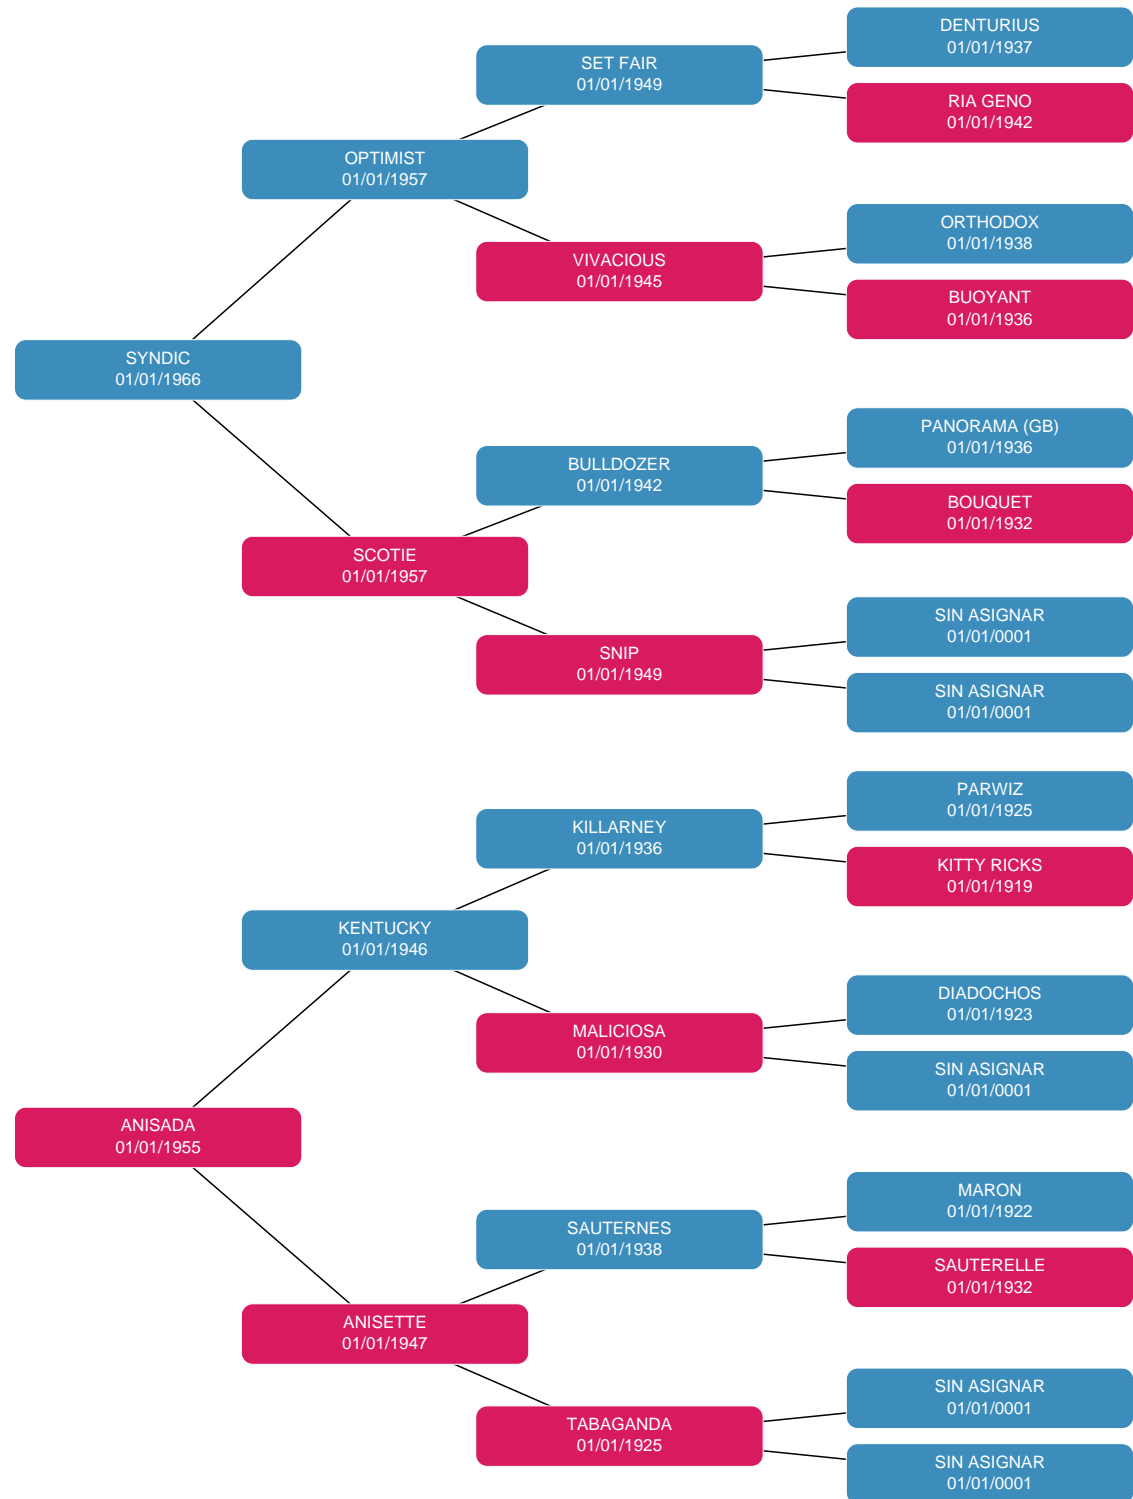 DENTURIUS
01/01/1937
SET FAIR
01/01/1949
RIA GENO
01/01/1942
OPTIMIST
01/01/1957
ORTHODOX
01/01/1938
VIVACIOUS
01/01/1945
BUOYANT
01/01/1936
SYNDIC
01/01/1966
PANORAMA (GB)
01/01/1936
BULLDOZER
01/01/1942
BOUQUET
01/01/1932
SCOTIE
01/01/1957
SIN ASIGNAR
01/01/0001
SNIP
01/01/1949
SIN ASIGNAR
01/01/0001
PARWIZ
01/01/1925
KILLARNEY
01/01/1936
KITTY RICKS
01/01/1919
KENTUCKY
01/01/1946
DIADOCHOS
01/01/1923
MALICIOSA
01/01/1930
SIN ASIGNAR
01/01/0001
ANISADA
01/01/1955
MARON
01/01/1922
SAUTERNES
01/01/1938
SAUTERELLE
01/01/1932
ANISETTE
01/01/1947
SIN ASIGNAR
01/01/0001
TABAGANDA
01/01/1925
SIN ASIGNAR
01/01/0001